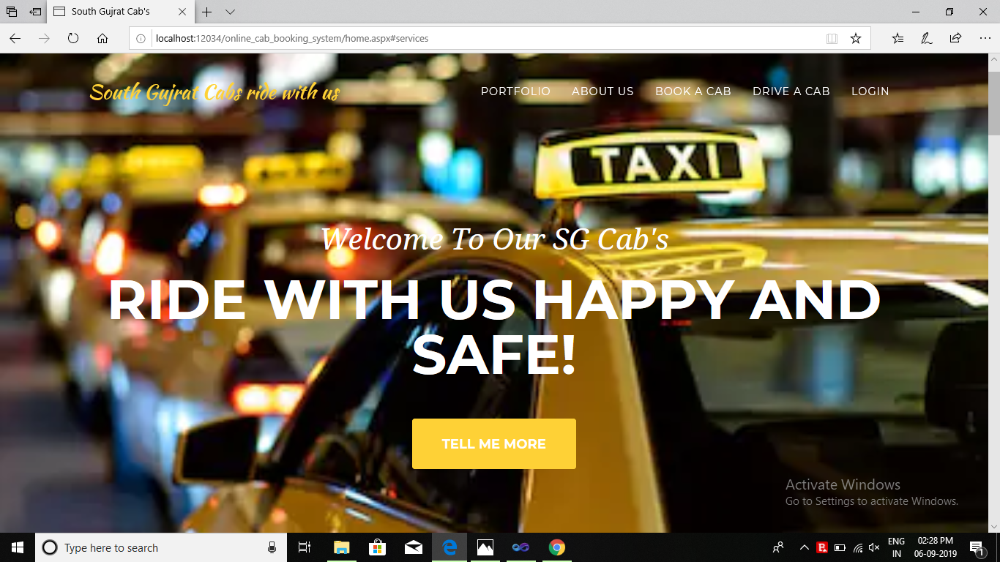 South Gujrat Cab's
localhost:12034/online_cab_booking_system/home.aspx#services
South Gujrat Cabs ride with us
PORTFOLIO ABOUT US BOOK A CAB DRIVE A CAB LOGIN
TAXI
Welcome To Our SG Cab's
RIDE WITH US HAPPY AND
SAFE!
TELL ME MORE
Activate Windows
Go to Settings to activate Windows.
Type here to search
ENG
IN
02:28 PM
06-09-2019
1